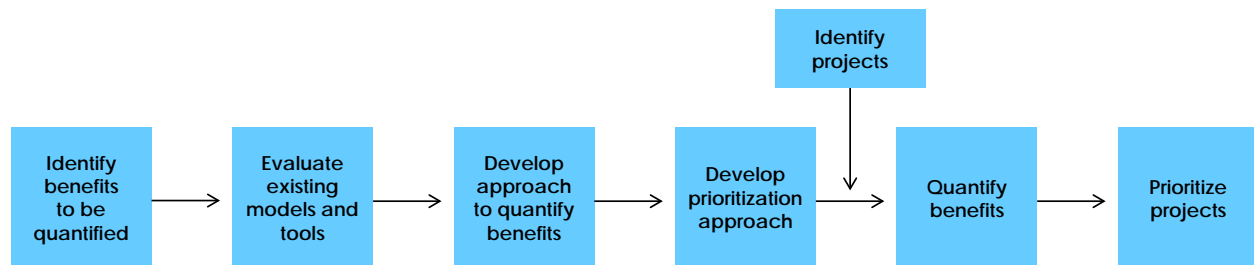 Identify
projects
Identify
benefits
to be
quantified
Evaluate
existing
models and
tools
Develop
approach
to quantify
benefits
Develop
prioritization
approach
Quantify
benefits
Prioritize
projects